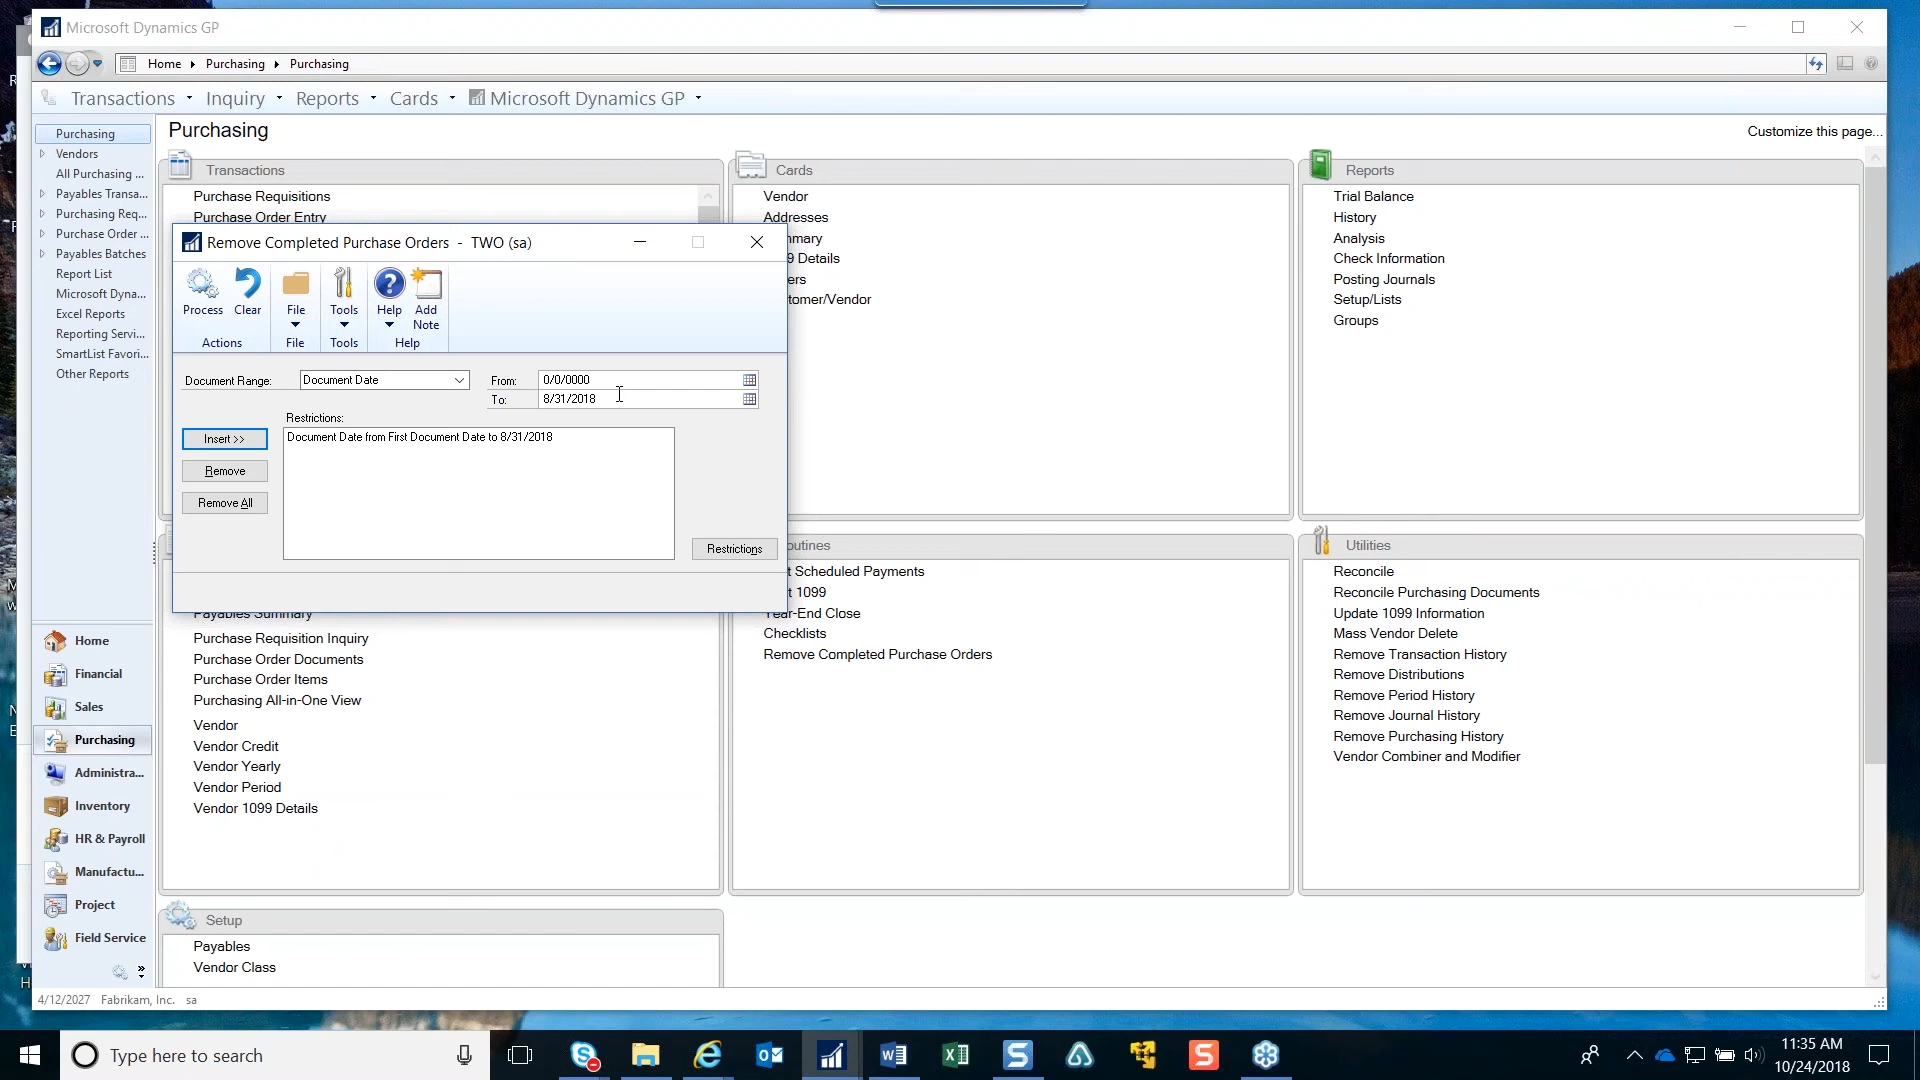 Microsoft Dynamics GP
Home Purchasing Purchasing
Transactions Inquiry Reports Cards Microsoft Dynamics GP
Purchasing
Customize this page...
Purchasing
Vendors
All Purchasing ...
Payables Transa...
Purchasing Req...
Purchase Order ...
Payables Batches
Report List
Microsoft Dyna...
Excel Reports
Reporting Servi...
SmartList Favori...
Other Reports
Transactions
Purchase Requisitions
Purchase Order Entry
Cards
Vendor
Addresses
9 Details
tomer/Vendor
Reports
Trial Balance
History
Analysis
Check Information
Posting Journals
Setup/Lists
Groups
Remove Completed Purchase Orders - TWO (sa)
Process Clear File Tools Help Add Note
Actions File Tools Help
Document Range: Document Date From: 0/0/0000
To: 8/31/2018
Restrictions:
Insert >>
Document Date from First Document Date to 8/31/2018
Remove
Remove All
Restrictions
Payables Summary
Purchase Requisition Inquiry
Purchase Order Documents
Purchase Order Items
Purchasing All-in-One View
Vendor
Vendor Credit
Vendor Yearly
Vendor Period
Vendor 1099 Details
outines
t Scheduled Payments
t 1099
Year-End Close
Checklists
Remove Completed Purchase Orders
Utilities
Reconcile
Reconcile Purchasing Documents
Update 1099 Information
Mass Vendor Delete
Remove Transaction History
Remove Distributions
Remove Period History
Remove Journal History
Remove Purchasing History
Vendor Combiner and Modifier
Home
Financial
Sales
Purchasing
Administra...
Inventory
HR & Payroll
Manufactu...
Project
Field Service
Setup
Payables
Vendor Class
4/12/2027 Fabrikam, Inc. sa
Type here to search
11:35 AM
10/24/2018